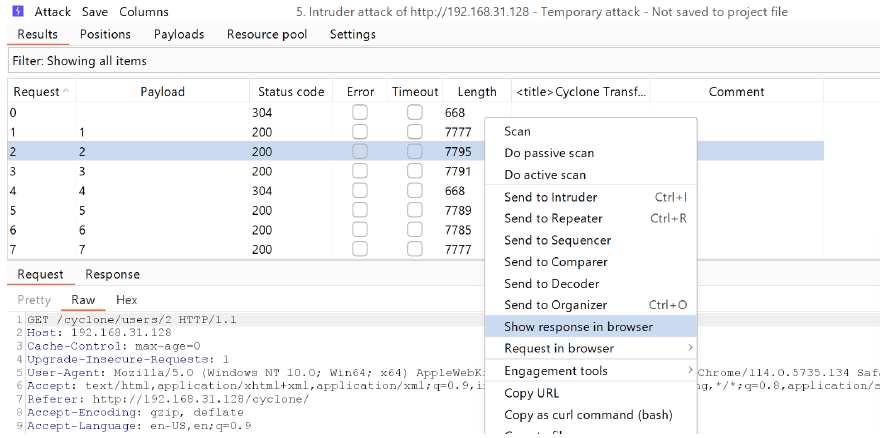 Attack Save Columns 5. Intruder attack of http://192.168.31.128 - Temporary attack - Not saved to project file
Results Positions Payloads Resource pool Settings
Filter: Showing all items
Request Payload Status code Error Timeout Length <title>Cyclone Transf... Comment
0 304 668
1 1 200 7777
2 2 200 7795
3 3 200 7791
4 4 304 668
5 5 200 7789
6 6 200 7785
7 7 200 7777
Scan
Do passive scan
Do active scan
Send to Intruder Ctrl+I
Send to Repeater Ctrl+R
Send to Sequencer
Send to Comparer
Send to Decoder
Send to Organizer Ctrl+O
Show response in browser
Request in browser
Engagement tools
Copy URL
Copy as curl command (bash)
Request Response
Pretty Raw Hex
1 GET /cyclone/users/2 HTTP/1.1
2 Host: 192.168.31.128
3 Cache-Control: max-age=0
4 Upgrade-Insecure-Requests: 1
5 User-Agent: Mozilla/5.0 (Windows NT 10.0; Win64; x64) AppleWebKi Chrome/114.0.5735.134 Safa
6 Accept: text/html,application/xhtml+xml,application/xml;q=0.9,i ng,*/*;q=0.8,application/s
7 Referer: http://192.168.31.128/cyclone/
8 Accept-Encoding: gzip, deflate
9 Accept-Language: en-US,en;q=0.9